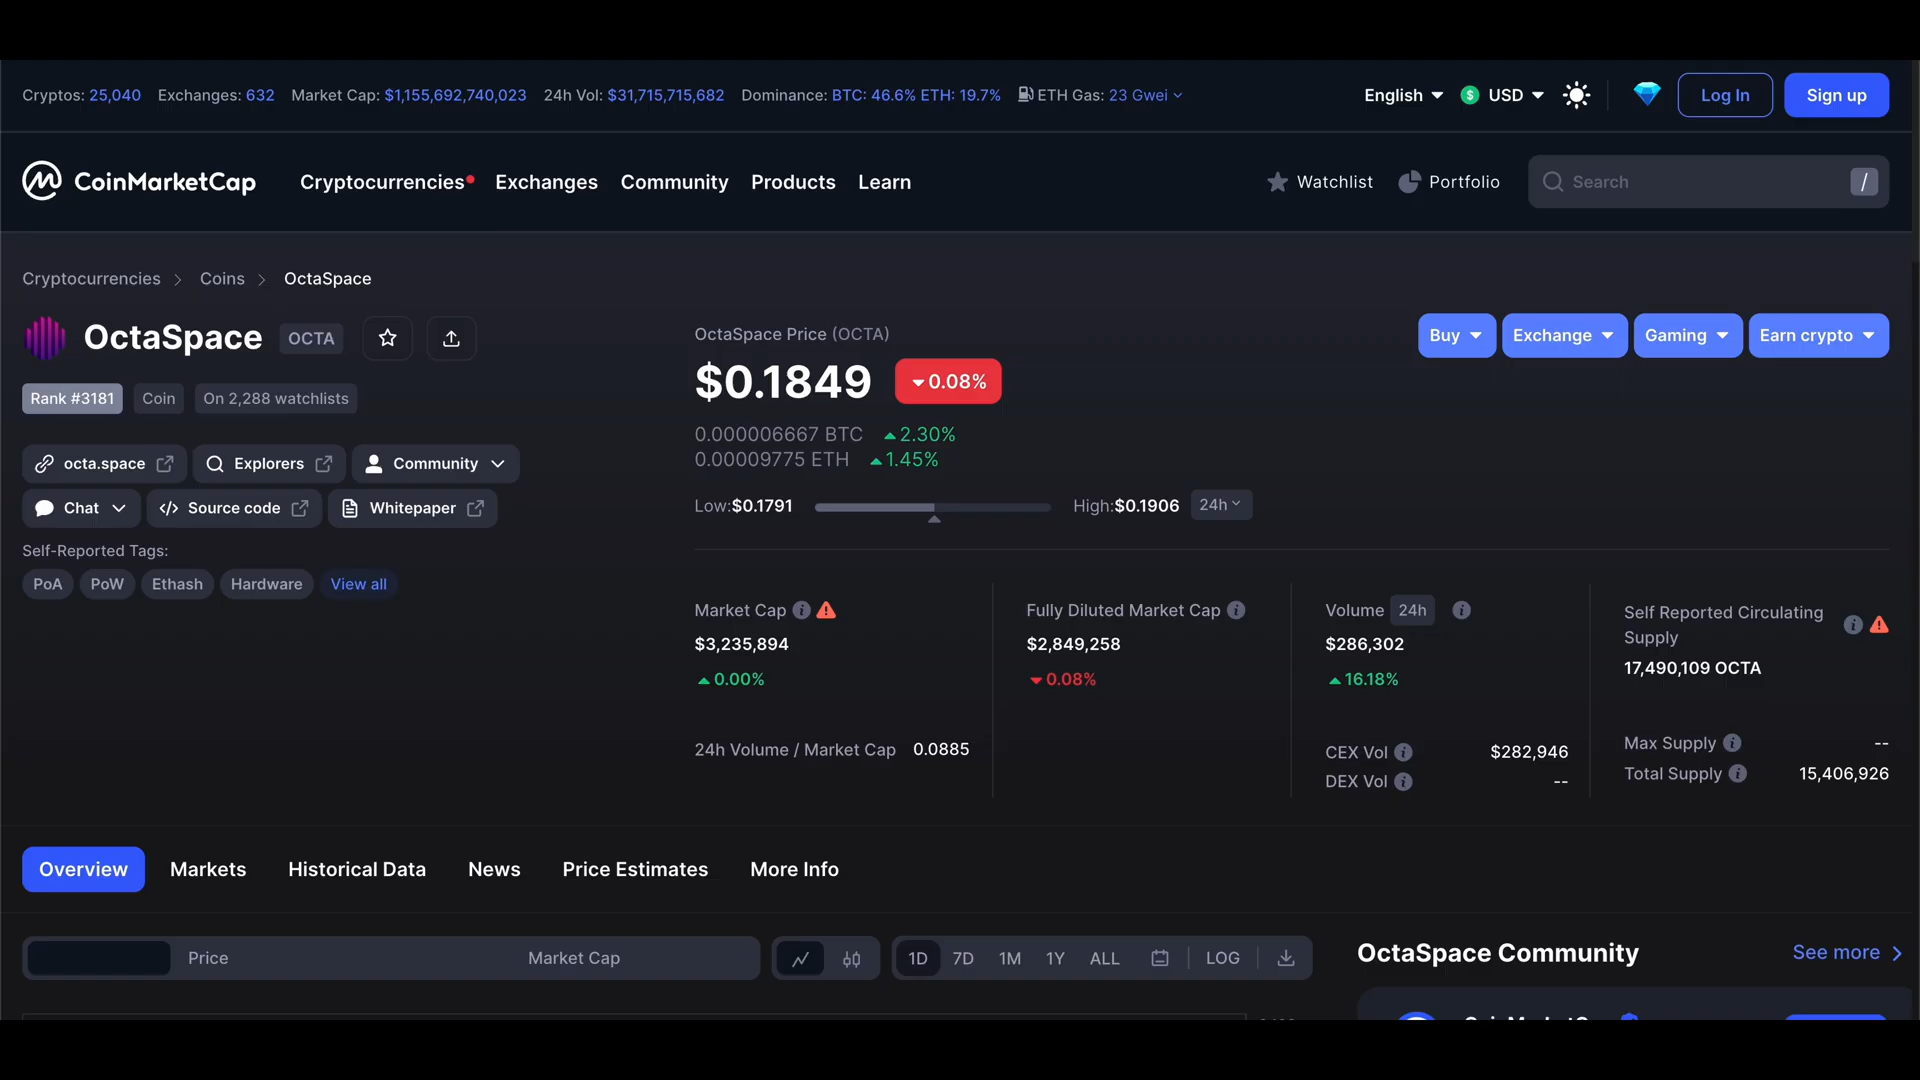 Cryptos: 25,040 Exchanges: 632 Market Cap: $1,155,692,740,023 24h Vol: $31,715,715,682 Dominance: BTC: 46.6% ETH: 19.7% ETH Gas: 23 Gwei English USD Log In Sign up
CoinMarketCap Cryptocurrencies Exchanges Community Products Learn Watchlist Portfolio Search /
Cryptocurrencies > Coins > OctaSpace
OctaSpace OCTA
Rank #3181 Coin On 2,288 watchlists
octa.space Explorers Community
Chat Source code Whitepaper
Self-Reported Tags:
PoA PoW Ethash Hardware View all
OctaSpace Price (OCTA)
$0.1849 0.08%
0.000006667 BTC 2.30%
0.00009775 ETH 1.45%
Low:$0.1791 High:$0.1906 24h
Buy Exchange Gaming Earn crypto
Market Cap
$3,235,894
0.00%
24h Volume / Market Cap 0.0885
Fully Diluted Market Cap
$2,849,258
0.08%
Volume 24h
$286,302
16.18%
CEX Vol $282,946
DEX Vol --
Self Reported Circulating
Supply
17,490,109 OCTA
Max Supply --
Total Supply 15,406,926
Overview Markets Historical Data News Price Estimates More Info
Price Market Cap 1D 7D 1M 1Y ALL LOG
OctaSpace Community See more